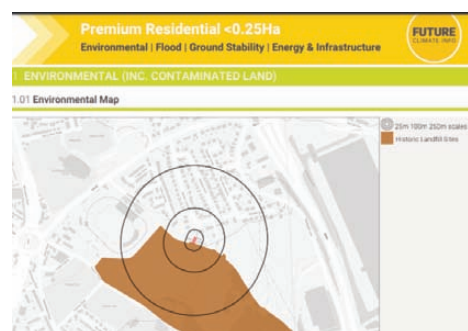 Premium Residential <0.25Ha
Environmental | Flood | Ground Stability | Energy & Infrastructure
FUTURE
CLIMATE INFO
1 ENVIRONMENTAL (INC. CONTAMINATED LAND)
1.01 Environmental Map
25m 100m 250m scales
Historic Landfill Sites